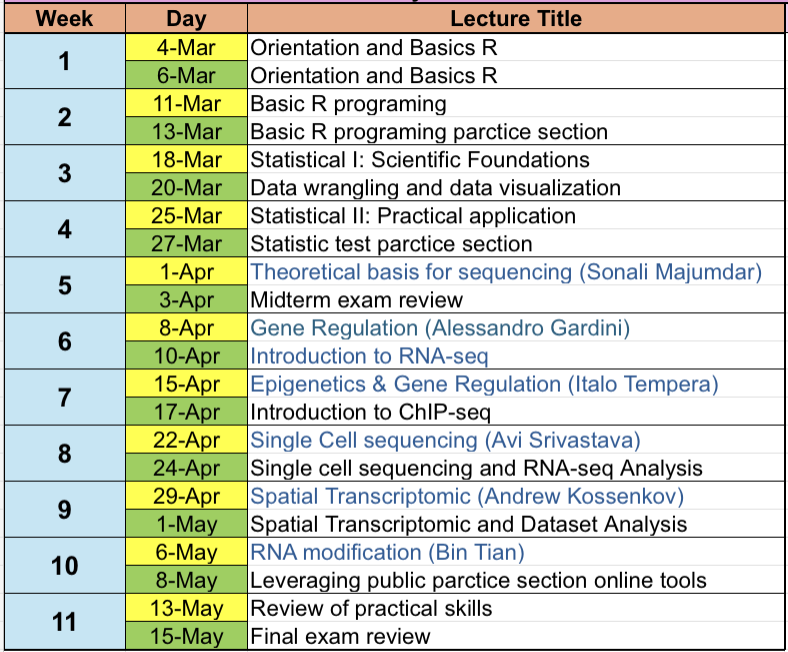 Week Day Lecture Title
1 4-Mar Orientation and Basics R
6-Mar Orientation and Basics R
2 11-Mar Basic R programing
13-Mar Basic R programing parctice section
3 18-Mar Statistical I: Scientific Foundations
20-Mar Data wrangling and data visualization
4 25-Mar Statistical II: Practical application
27-Mar Statistic test parctice section
5 1-Apr Theoretical basis for sequencing (Sonali Majumdar)
3-Apr Midterm exam review
6 8-Apr Gene Regulation (Alessandro Gardini)
10-Apr Introduction to RNA-seq
7 15-Apr Epigenetics & Gene Regulation (Italo Tempera)
17-Apr Introduction to ChIP-seq
8 22-Apr Single Cell sequencing (Avi Srivastava)
24-Apr Single cell sequencing and RNA-seq Analysis
9 29-Apr Spatial Transcriptomic (Andrew Kossenkov)
1-May Spatial Transcriptomic and Dataset Analysis
10 6-May RNA modification (Bin Tian)
8-May Leveraging public parctice section online tools
11 13-May Review of practical skills
15-May Final exam review